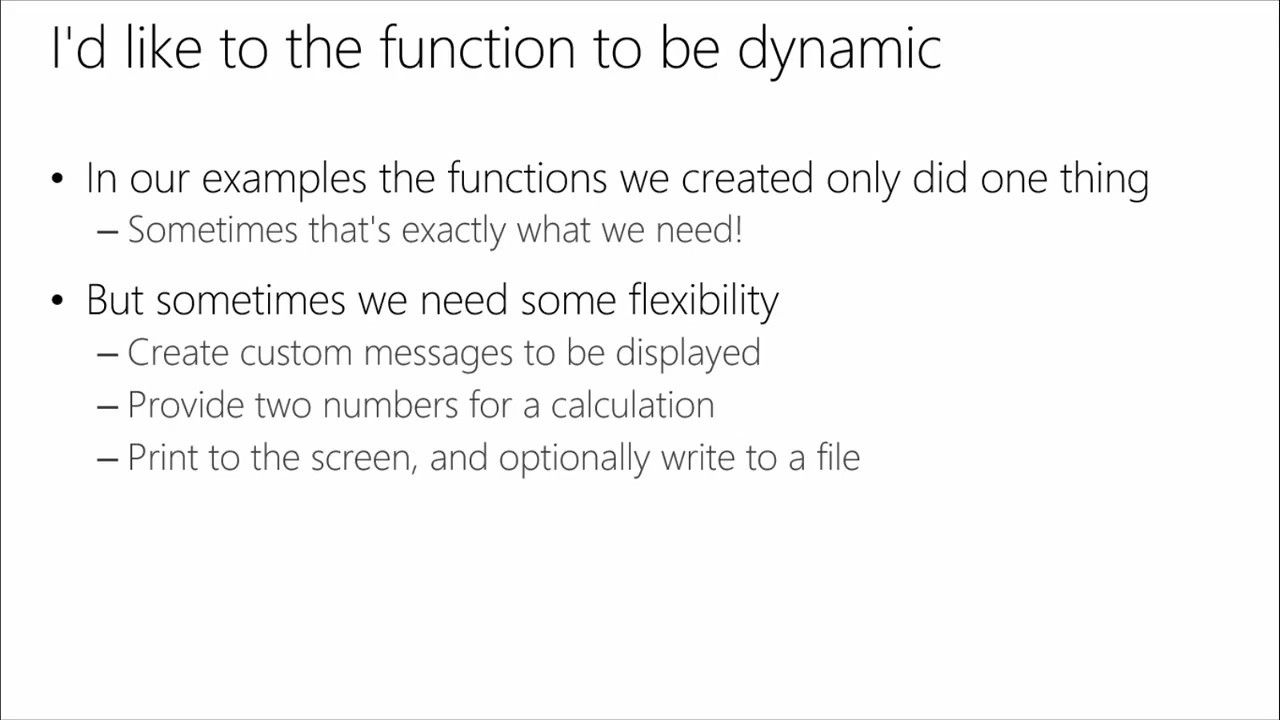 I'd like to the function to be dynamic
• In our examples the functions we created only did one thing
– Sometimes that's exactly what we need!
• But sometimes we need some flexibility
– Create custom messages to be displayed
– Provide two numbers for a calculation
– Print to the screen, and optionally write to a file